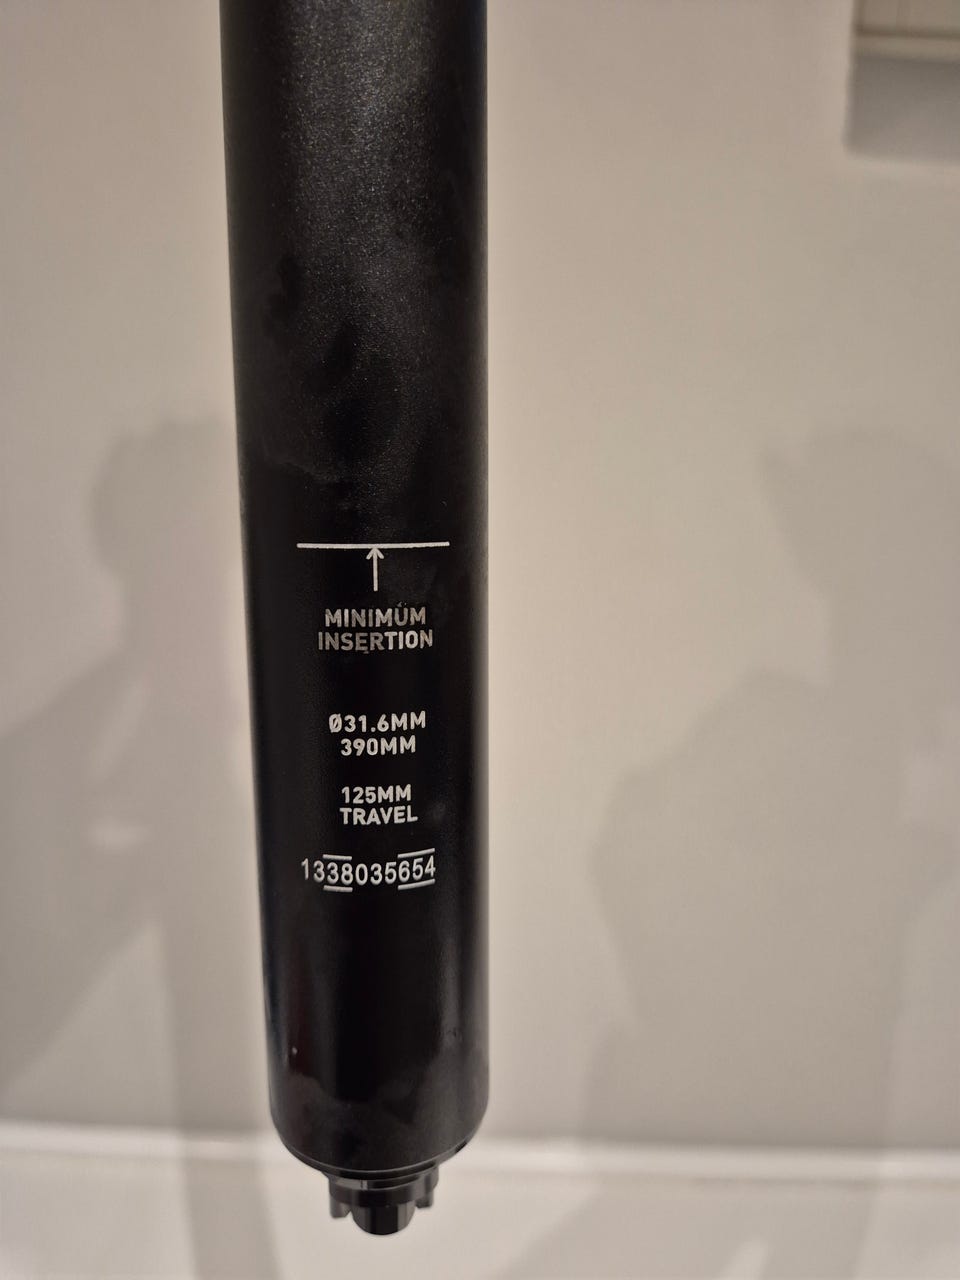 MINIMUM
INSERTION
Ø31.6MM
390MM
125MM
TRAVEL
1338035654